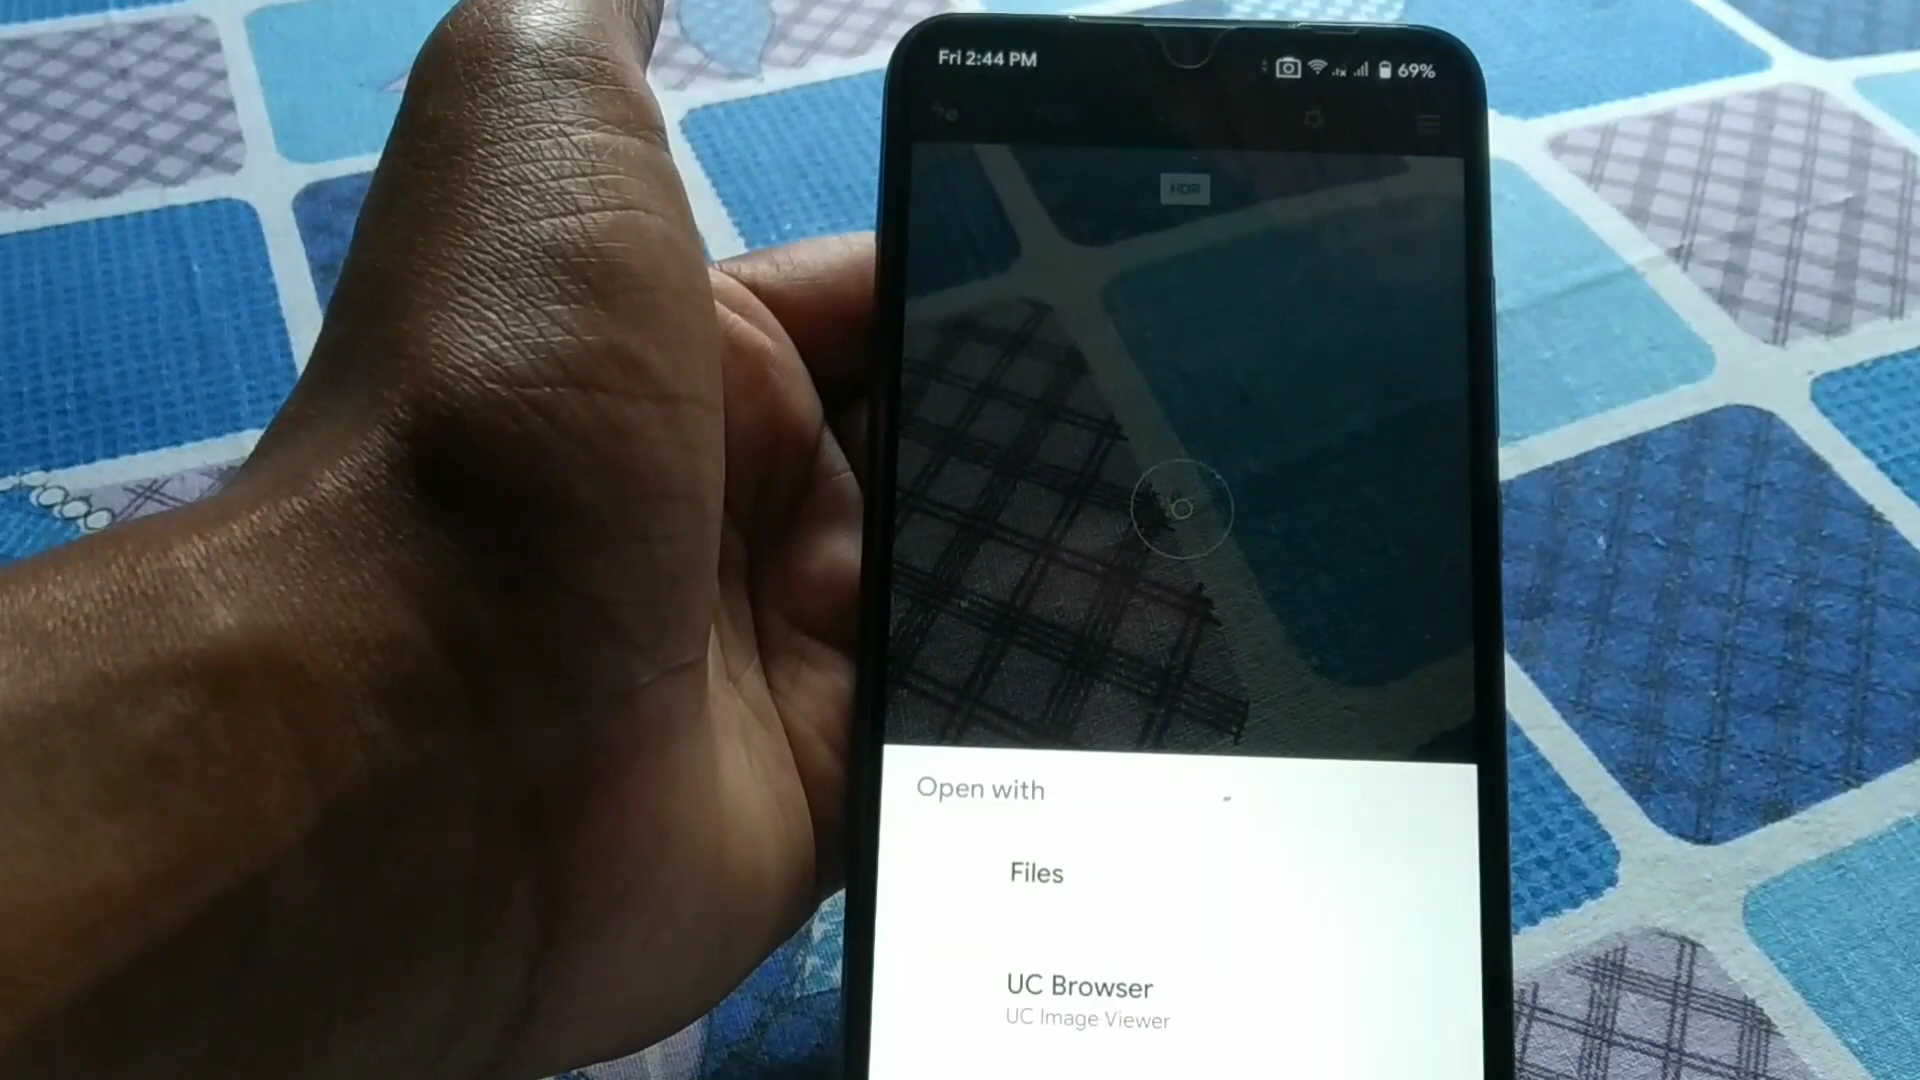 Fri 2:44 PM
69%
HDR
Open with
Files
UC Browser
UC Image Viewer